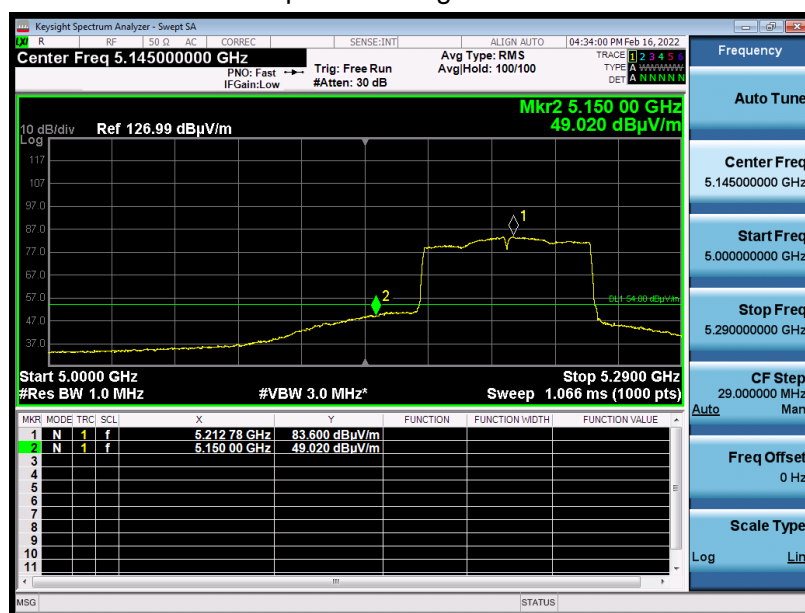 Keysight Spectrum Analyzer - Swept SA
LXI R RF 50 Ω AC CORREC SENSE:INT ALIGN AUTO 04:34:00 PM Feb 16, 2022
Center Freq 5.145000000 GHz
PNO: Fast
IFGain:Low
Trig: Free Run
#Atten: 30 dB
Avg Type: RMS
Avg|Hold: 100/100
TRACE 1 2 3 4 5 6
TYPE A WWWWW
DET A N N N N N
Mkr2 5.150 00 GHz
49.020 dBµV/m
10 dB/div Ref 126.99 dBµV/m
Log
117
107
97.0
87.0
77.0
67.0
57.0
47.0
37.0
1
2
DL1 54.00 dBµV/m
Start 5.0000 GHz Stop 5.2900 GHz
#Res BW 1.0 MHz #VBW 3.0 MHz* Sweep 1.066 ms (1000 pts)
MKR MODE TRC SCL X Y FUNCTION FUNCTION WIDTH FUNCTION VALUE
1 N 1 f 5.212 78 GHz 83.600 dBµV/m
2 N 1 f 5.150 00 GHz 49.020 dBµV/m
3
4
5
6
7
8
9
10
11
MSG STATUS
Frequency
Auto Tune
Center Freq
5.145000000 GHz
Start Freq
5.000000000 GHz
Stop Freq
5.290000000 GHz
CF Step
29.000000 MHz
Auto Man
Freq Offset
0 Hz
Scale Type
Log Lin